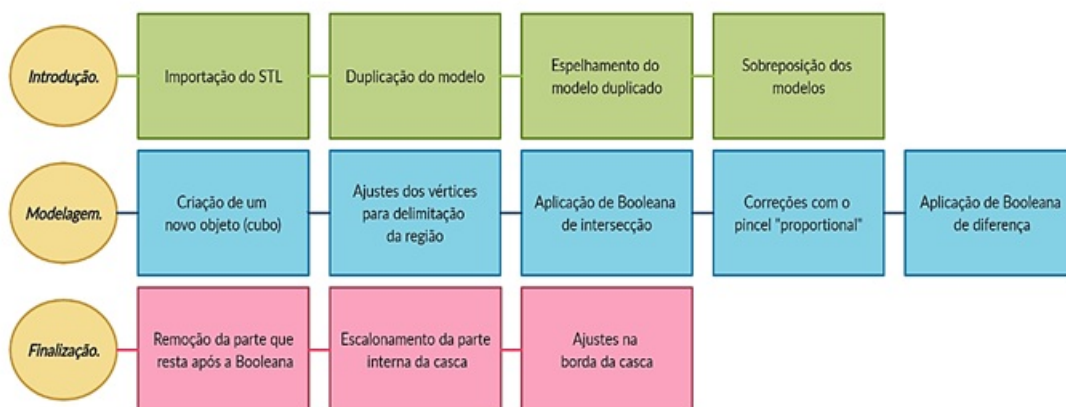 Introdução.
Importação do STL
Duplicação do modelo
Espelhamento do
modelo duplicado
Sobreposição dos
modelos
Modelagem.
Criação de um
novo objeto (cubo)
Ajustes dos vértices
para delimitação
da região
Aplicação de Booleana
de intersecção
Correções com o
pincel "proportional"
Aplicação de Booleana
de diferença
Finalização.
Remoção da parte que
resta após a Booleana
Escalonamento da parte
interna da casca
Ajustes na
borda da casca